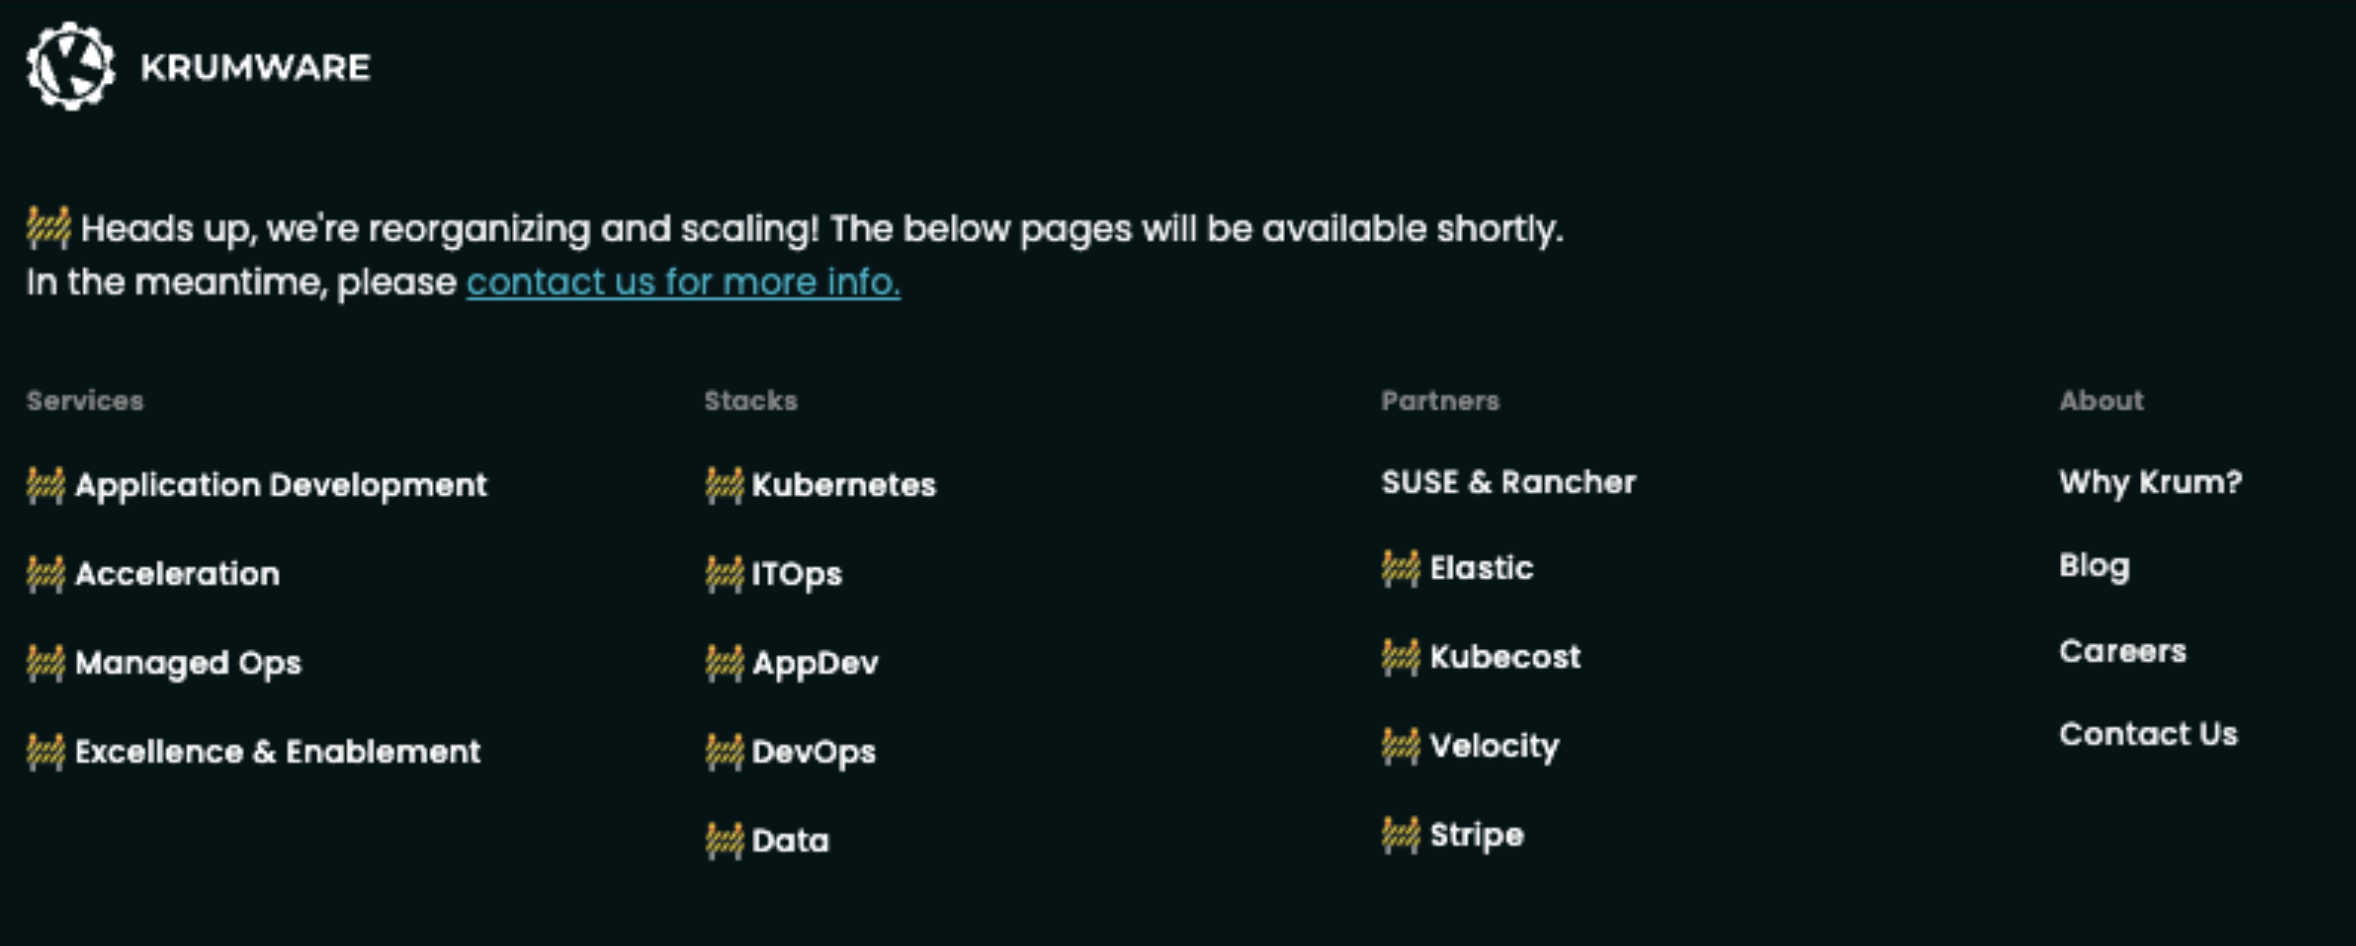 KRUMWARE
🚧 Heads up, we're reorganizing and scaling! The below pages will be available shortly.
In the meantime, please contact us for more info.
Services
🚧 Application Development
🚧 Acceleration
🚧 Managed Ops
🚧 Excellence & Enablement
Stacks
🚧 Kubernetes
🚧 ITOps
🚧 AppDev
🚧 DevOps
🚧 Data
Partners
SUSE & Rancher
🚧 Elastic
🚧 Kubecost
🚧 Velocity
🚧 Stripe
About
Why Krum?
Blog
Careers
Contact Us